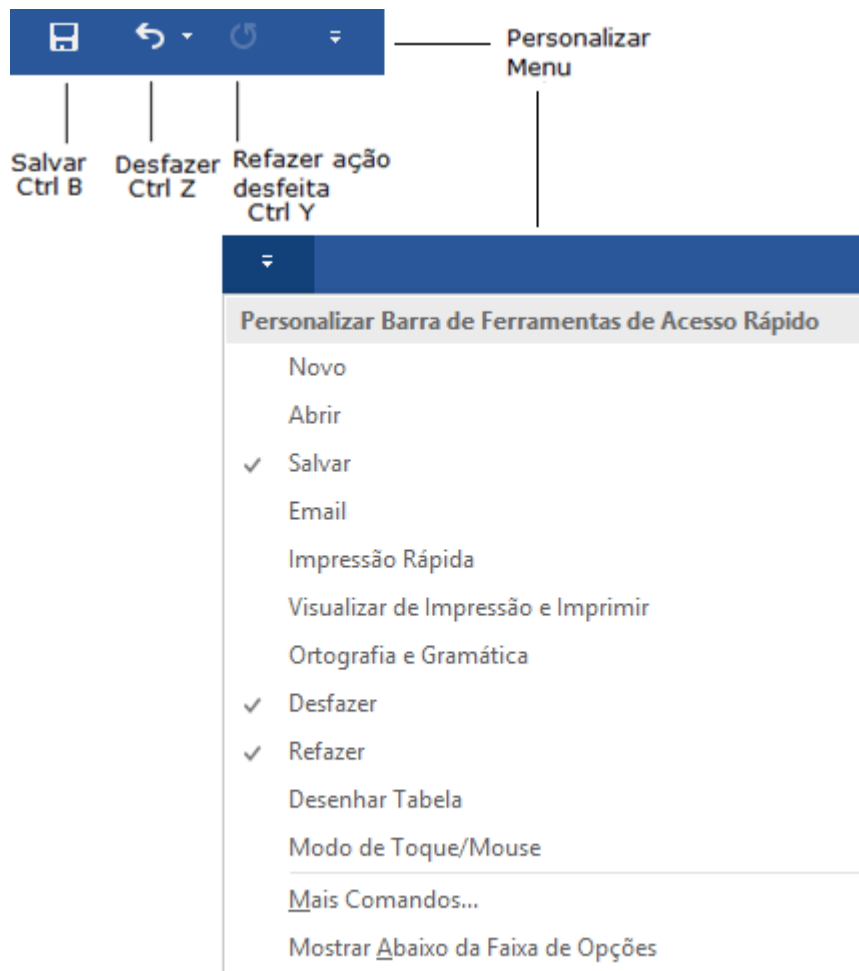 Personalizar
Menu
Salvar
Ctrl B
Desfazer
Ctrl Z
Refazer ação
desfeita
Ctrl Y
Personalizar Barra de Ferramentas de Acesso Rápido
Novo
Abrir
Salvar
Email
Impressão Rápida
Visualizar de Impressão e Imprimir
Ortografia e Gramática
Desfazer
Refazer
Desenhar Tabela
Modo de Toque/Mouse
Mais Comandos...
Mostrar Abaixo da Faixa de Opções